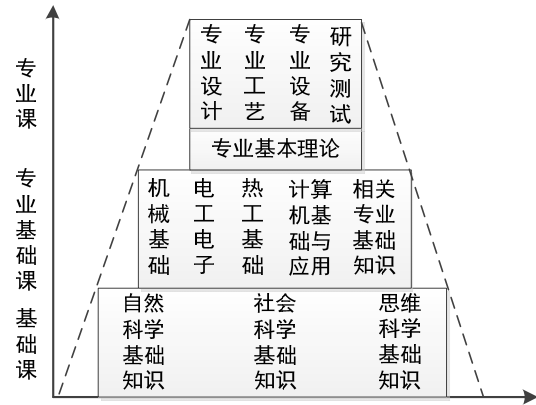 专业课
专业设计
专业工艺
专业设备
研究测试
专业基本理论
专业基础课
机械基础
电工电子
热工基础
计算机基础与应用
相关专业基础知识
基础课
自然科学基础知识
社会科学基础知识
思维科学基础知识